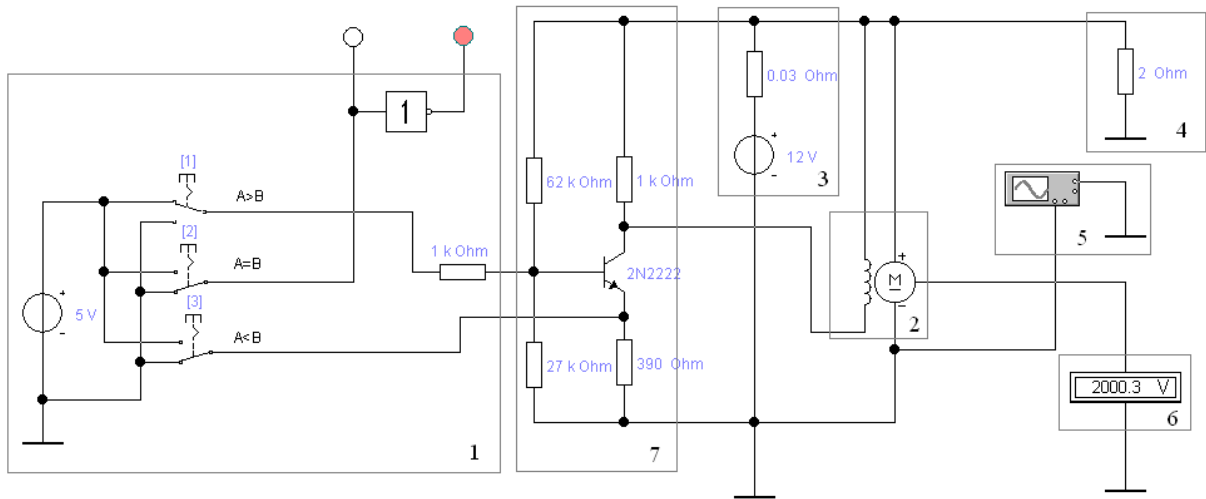 [1]
A>B
[2]
A=B
[3]
A<B
5 V
+
-
1
1 k Ohm
1
62 k Ohm
1 k Ohm
2N2222
27 k Ohm
390 Ohm
7
0.03 Ohm
+
12 V
-
3
2 Ohm
4
5
+
M
-
2
2000.3 V
6